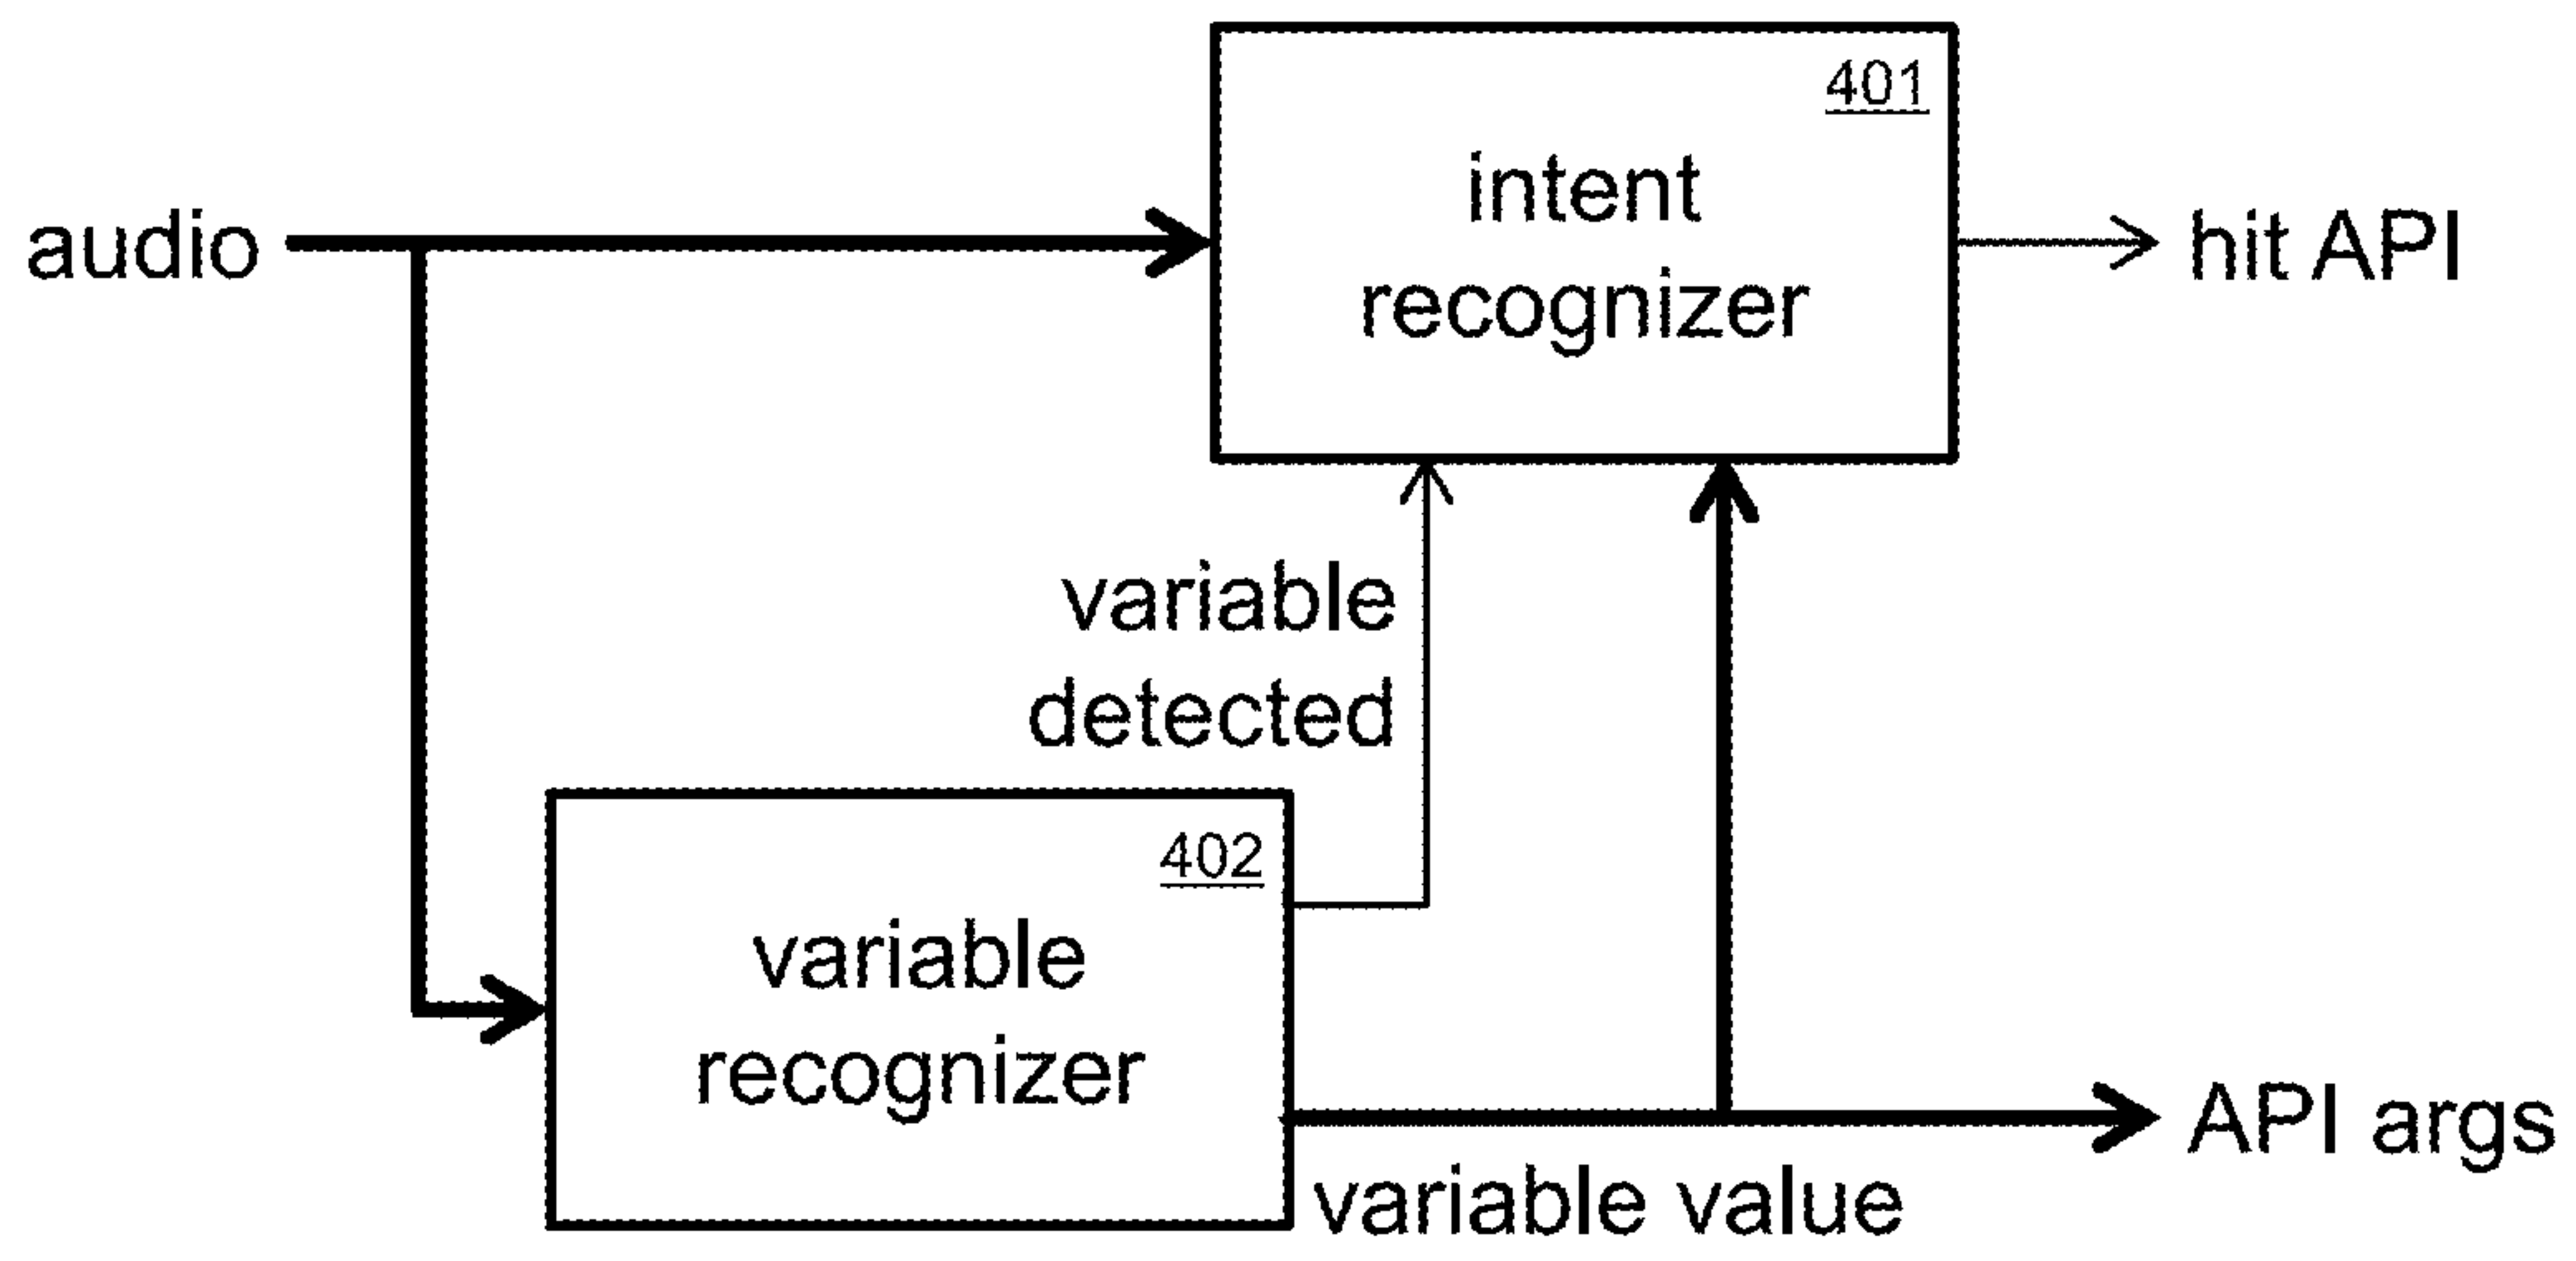 401
intent
recognizer
audio
hit API
variable
detected
402
variable
recognizer
API args
variable value